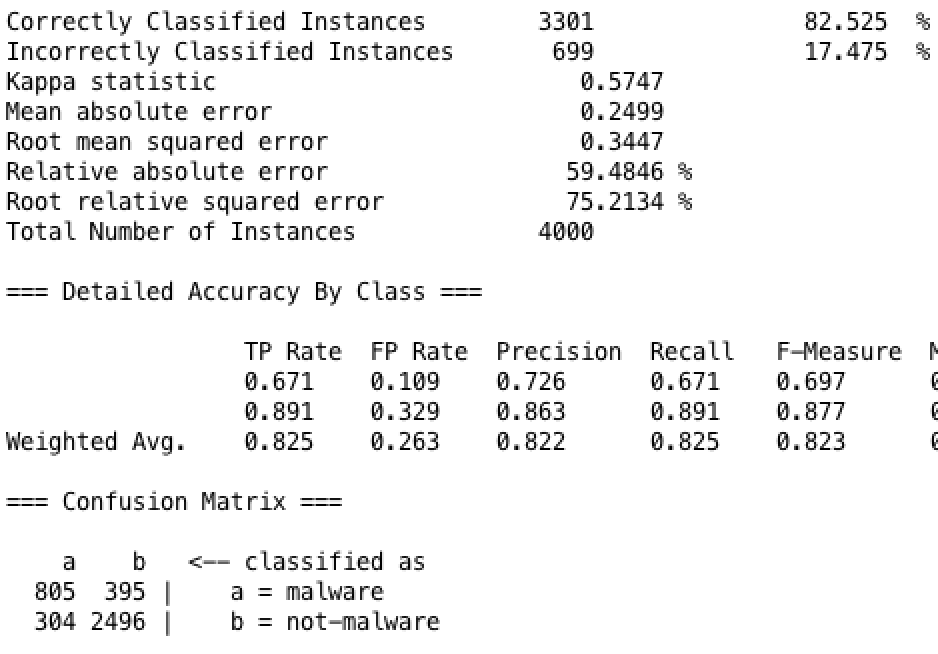 Correctly Classified Instances 3301 82.525 %
Incorrectly Classified Instances 699 17.475 %
Kappa statistic 0.5747
Mean absolute error 0.2499
Root mean squared error 0.3447
Relative absolute error 59.4846 %
Root relative squared error 75.2134 %
Total Number of Instances 4000
=== Detailed Accuracy By Class ===
TP Rate FP Rate Precision Recall F-Measure
0.671 0.109 0.726 0.671 0.697
0.891 0.329 0.863 0.891 0.877
Weighted Avg. 0.825 0.263 0.822 0.825 0.823
=== Confusion Matrix ===
a b <-- classified as
805 395 | a = malware
304 2496 | b = not-malware